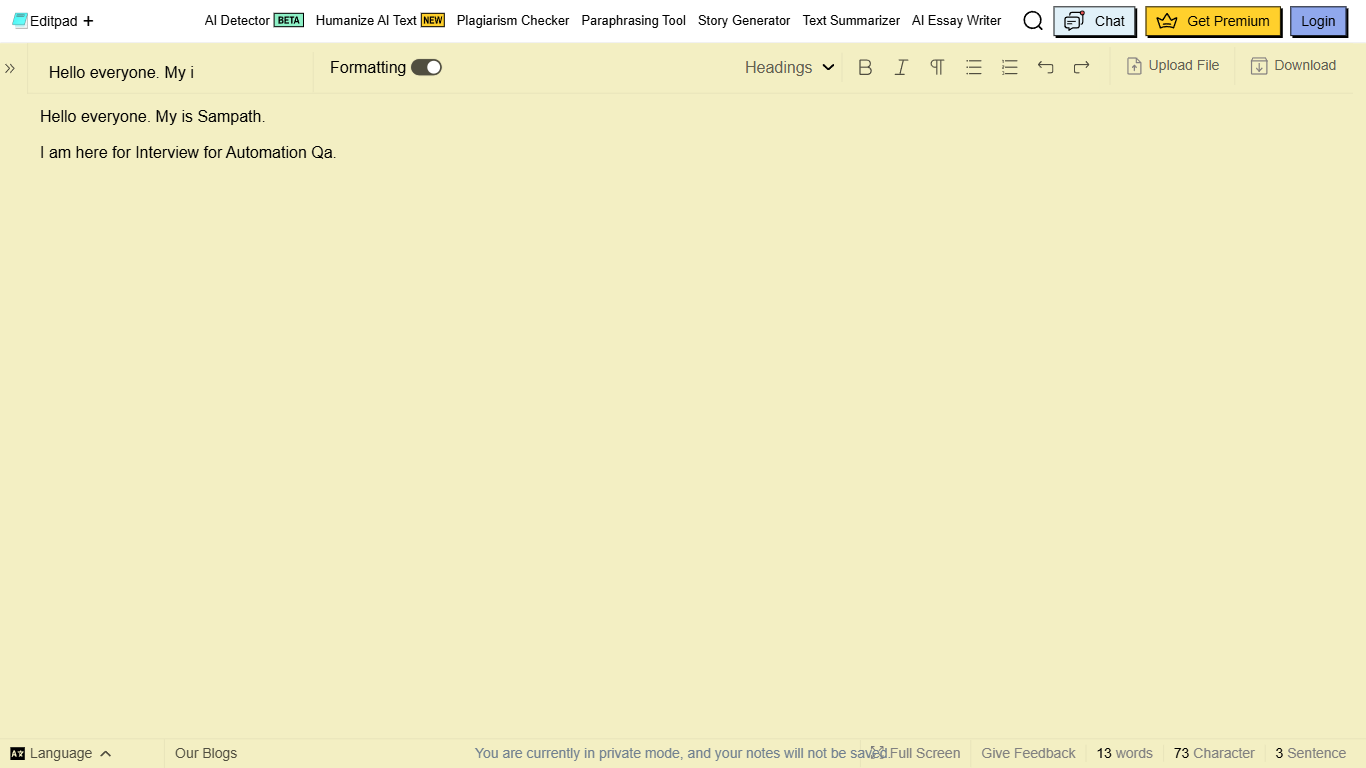 Editpad +
AI Detector BETA
Humanize AI Text NEW
Plagiarism Checker
Paraphrasing Tool
Story Generator
Text Summarizer
AI Essay Writer
Chat
Get Premium
Login
Hello everyone. My i
Formatting
Headings
Upload File
Download
Hello everyone. My is Sampath.
I am here for Interview for Automation Qa.
Language
Our Blogs
You are currently in private mode, and your notes will not be saved.
Full Screen
Give Feedback
13 words
73 Character
3 Sentence